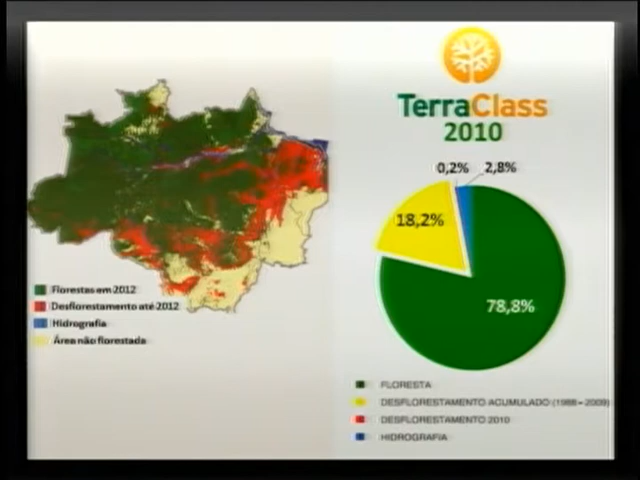 Florestas em 2012
Desflorestamento até 2012
Hidrografia
Área não florestada
TerraClass
2010
0,2% 2,8%
18,2%
78,8%
FLORESTA
DESFLORESTAMENTO ACUMULADO (1988 – 2009)
DESFLORESTAMENTO 2010
HIDROGRAFIA